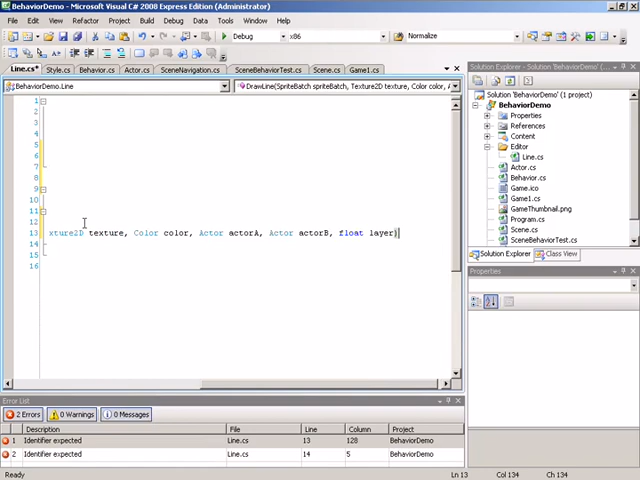 BehaviorDemo - Microsoft Visual C# 2008 Express Edition (Administrator)
File Edit View Refactor Project Build Debug Data Tools Window Help
Debug x86 Normalize
Line.cs* Style.cs Behavior.cs Actor.cs SceneNavigation.cs SceneBehaviorTest.cs Scene.cs Game1.cs
BehaviorDemo.Line DrawLine(SpriteBatch spriteBatch, Texture2D texture, Color color, A
1
2
3
4
5
6
7
8
9
10
11
12
13 xture2D texture, Color color, Actor actorA, Actor actorB, float layer)
14
15
16
Solution Explorer - BehaviorDemo
Solution 'BehaviorDemo' (1 project)
BehaviorDemo
Properties
References
Content
Editor
Line.cs
Actor.cs
Behavior.cs
Game.ico
Game1.cs
GameThumbnail.png
Program.cs
Scene.cs
SceneBehaviorTest.cs
Solution Explorer Class View
Properties
Error List
2 Errors 0 Warnings 0 Messages
Description File Line Column Project
1 Identifier expected Line.cs 13 128 BehaviorDemo
2 Identifier expected Line.cs 14 5 BehaviorDemo
Ready Ln 13 Col 134 Ch 134